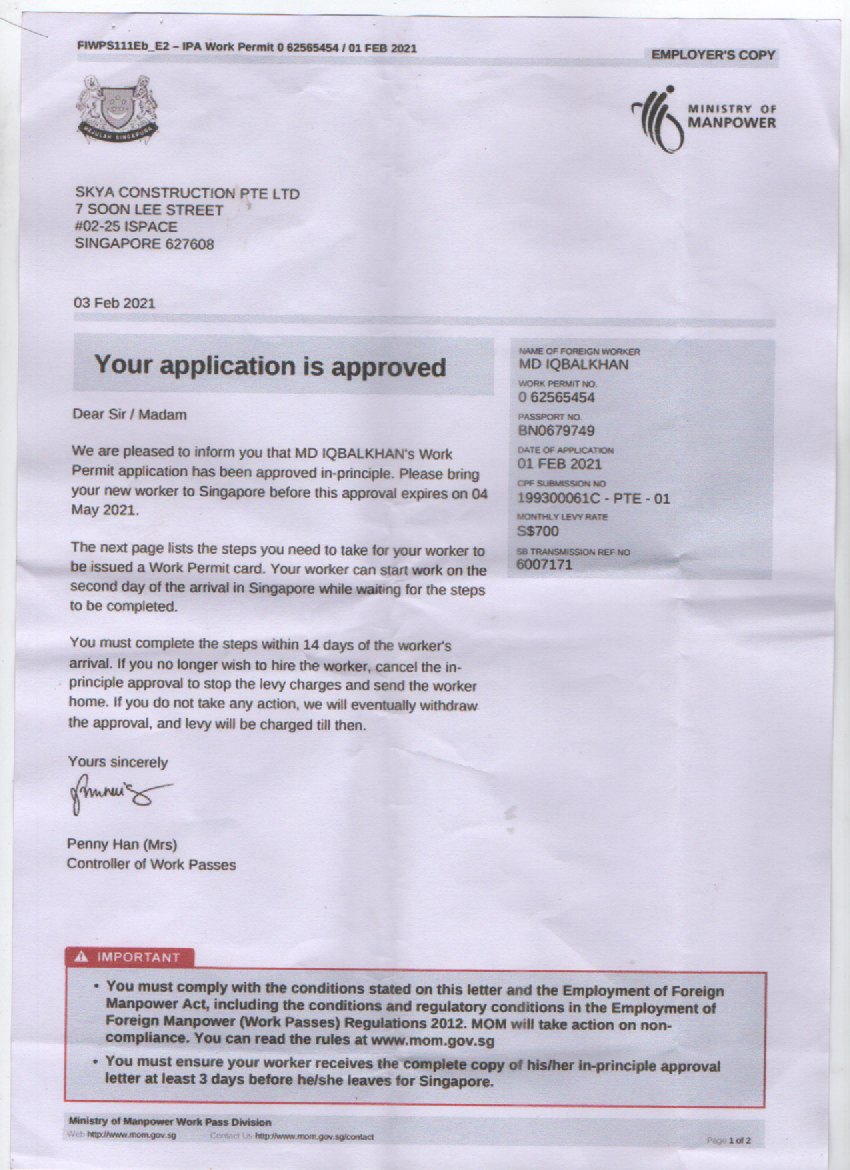 FIWPS111Eb_E2 – IPA Work Permit 0 62565454 / 01 FEB 2021
EMPLOYER'S COPY
MAJULAH SINGAPURA
MINISTRY OF
MANPOWER
SKYA CONSTRUCTION PTE LTD
7 SOON LEE STREET
#02-25 ISPACE
SINGAPORE 627608
03 Feb 2021
Your application is approved
Dear Sir / Madam
We are pleased to inform you that MD IQBALKHAN's Work
Permit application has been approved in-principle. Please bring
your new worker to Singapore before this approval expires on 04
May 2021.
The next page lists the steps you need to take for your worker to
be issued a Work Permit card. Your worker can start work on the
second day of the arrival in Singapore while waiting for the steps
to be completed.
You must complete the steps within 14 days of the worker's
arrival. If you no longer wish to hire the worker, cancel the in-
principle approval to stop the levy charges and send the worker
home. If you do not take any action, we will eventually withdraw
the approval, and levy will be charged till then.
Yours sincerely
Penny Han (Mrs)
Controller of Work Passes
NAME OF FOREIGN WORKER
MD IQBALKHAN
WORK PERMIT NO.
0 62565454
PASSPORT NO.
BN0679749
DATE OF APPLICATION
01 FEB 2021
CPF SUBMISSION NO
199300061C - PTE - 01
MONTHLY LEVY RATE
S$700
SB TRANSMISSION REF NO
6007171
IMPORTANT
• You must comply with the conditions stated on this letter and the Employment of Foreign
Manpower Act, including the conditions and regulatory conditions in the Employment of
Foreign Manpower (Work Passes) Regulations 2012. MOM will take action on non-
compliance. You can read the rules at www.mom.gov.sg
• You must ensure your worker receives the complete copy of his/her in-principle approval
letter at least 3 days before he/she leaves for Singapore.
Ministry of Manpower Work Pass Division
Web http://www.mom.gov.sg Contact Us http://www.mom.gov.sg/contact
Page 1 of 2